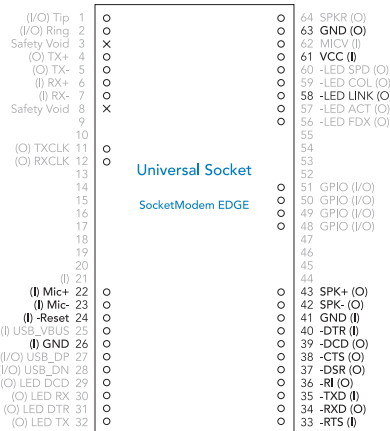 (I/O) Tip 1
(I/O) Ring 2
Safety Void 3
(O) TX+ 4
(O) TX- 5
(I) RX+ 6
(I) RX- 7
Safety Void 8
9
10
(O) TXCLK 11
(O) RXCLK 12
13
14
15
16
17
18
19
20
(I) 21
(I) Mic+ 22
(I) Mic- 23
(I) -Reset 24
(I) USB_VBUS 25
(I) GND 26
(I/O) USB_DP 27
(I/O) USB_DN 28
(O) LED DCD 29
(O) LED RX 30
(O) LED DTR 31
(O) LED TX 32
Universal Socket
SocketModem EDGE
64 SPKR (O)
63 GND (O)
62 MICV (I)
61 VCC (I)
60 -LED SPD (O)
59 -LED COL (O)
58 -LED LINK (O
57 -LED ACT (O)
56 -LED FDX (O)
55
54
53
52
51 GPIO (I/O)
50 GPIO (I/O)
49 GPIO (I/O)
48 GPIO (I/O)
47
46
45
44
43 SPK+ (O)
42 SPK- (O)
41 GND (I)
40 -DTR (I)
39 -DCD (O)
38 -CTS (O)
37 -DSR (O)
36 -RI (O)
35 -TXD (I)
34 -RXD (O)
33 -RTS (I)